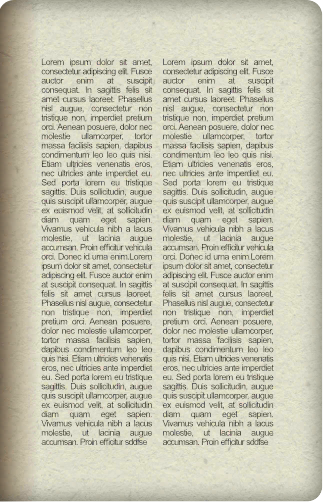 Lorem ipsum dolor sit amet,
consectetur adipiscing elit. Fusce
auctor enim at suscipit
consequat. In sagittis felis sit
amet cursus laoreet. Phasellus
nisl augue, consectetur non
tristique non, imperdiet pretium
orci. Aenean posuere, dolor nec
molestie ullamcorper, tortor
massa facilisis sapien, dapibus
condimentum leo leo quis nisi.
Etiam ultricies venenatis eros,
nec ultricies ante imperdiet eu.
Sed porta lorem eu tristique
sagittis. Duis sollicitudin, augue
quis suscipit ullamcorper, augue
ex euismod velit, at sollicitudin
diam quam eget sapien.
Vivamus vehicula nibh a lacus
molestie, ut lacinia augue
accumsan. Proin efficitur vehicula
orci. Donec id urna enim.Lorem
ipsum dolor sit amet, consectetur
adipiscing elit. Fusce auctor enim
at suscipit consequat. In sagittis
felis sit amet cursus laoreet.
Phasellus nisl augue, consectetur
non tristique non, imperdiet
pretium orci. Aenean posuere,
dolor nec molestie ullamcorper,
tortor massa facilisis sapien,
dapibus condimentum leo leo
quis nisi. Etiam ultricies venenatis
eros, nec ultricies ante imperdiet
eu. Sed porta lorem eu tristique
sagittis. Duis sollicitudin, augue
quis suscipit ullamcorper, augue
ex euismod velit, at sollicitudin
diam quam eget sapien.
Vivamus vehicula nibh a lacus
molestie, ut lacinia augue
accumsan. Proin efficitur sddfse
Lorem ipsum dolor sit amet,
consectetur adipiscing elit. Fusce
auctor enim at suscipit
consequat. In sagittis felis sit
amet cursus laoreet. Phasellus
nisl augue, consectetur non
tristique non, imperdiet pretium
orci. Aenean posuere, dolor nec
molestie ullamcorper, tortor
massa facilisis sapien, dapibus
condimentum leo leo quis nisi.
Etiam ultricies venenatis eros,
nec ultricies ante imperdiet eu.
Sed porta lorem eu tristique
sagittis. Duis sollicitudin, augue
quis suscipit ullamcorper, augue
ex euismod velit, at sollicitudin
diam quam eget sapien.
Vivamus vehicula nibh a lacus
molestie, ut lacinia augue
accumsan. Proin efficitur vehicula
orci. Donec id urna enim.Lorem
ipsum dolor sit amet, consectetur
adipiscing elit. Fusce auctor enim
at suscipit consequat. In sagittis
felis sit amet cursus laoreet.
Phasellus nisl augue, consectetur
non tristique non, imperdiet
pretium orci. Aenean posuere,
dolor nec molestie ullamcorper,
tortor massa facilisis sapien,
dapibus condimentum leo leo
quis nisi. Etiam ultricies venenatis
eros, nec ultricies ante imperdiet
eu. Sed porta lorem eu tristique
sagittis. Duis sollicitudin, augue
quis suscipit ullamcorper, augue
ex euismod velit, at sollicitudin
diam quam eget sapien.
Vivamus vehicula nibh a lacus
molestie, ut lacinia augue
accumsan. Proin efficitur sddfse